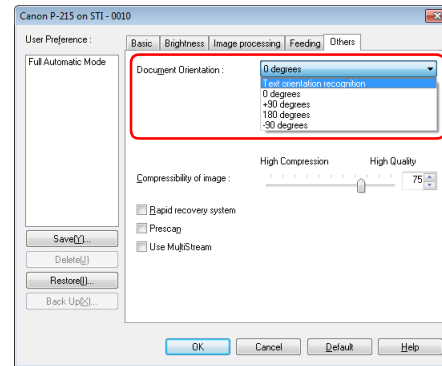 Canon P-215 on STI - 0010
User Preference :
Full Automatic Mode
Save(Y)...
Delete(J)
Restore(I)...
Back Up(X)...
Basic Brightness Image processing Feeding Others
Document Orientation :
0 degrees
Text orientation recognition
0 degrees
+90 degrees
180 degrees
-90 degrees
High Compression High Quality
Compressibility of image :
75
Rapid recovery system
Prescan
Use MultiStream
OK Cancel Default Help